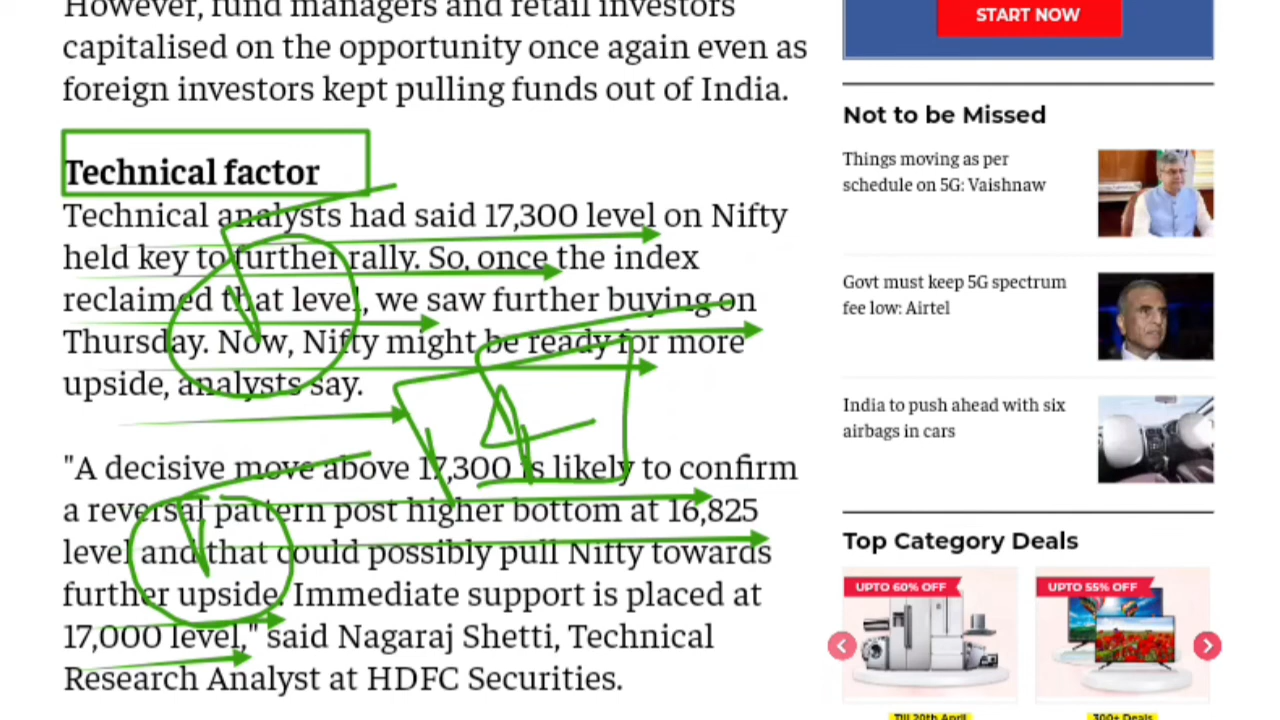 However, fund managers and retail investors
capitalised on the opportunity once again even as
foreign investors kept pulling funds out of India.
Technical factor
Technical analysts had said 17,300 level on Nifty
held key to further rally. So, once the index
reclaimed that level, we saw further buying on
Thursday. Now, Nifty might be ready for more
upside, analysts say.
"A decisive move above 17,300 is likely to confirm
a reversal pattern post higher bottom at 16,825
level and that could possibly pull Nifty towards
further upside. Immediate support is placed at
17,000 level," said Nagaraj Shetti, Technical
Research Analyst at HDFC Securities.
START NOW
Not to be Missed
Things moving as per
schedule on 5G: Vaishnaw
Govt must keep 5G spectrum
fee low: Airtel
India to push ahead with six
airbags in cars
Top Category Deals
UPTO 60% OFF
UPTO 55% OFF
Till 20th April
300+ Deals